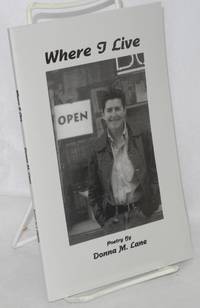 Where I Live
OPEN
Poetry By
Donna M. Lane